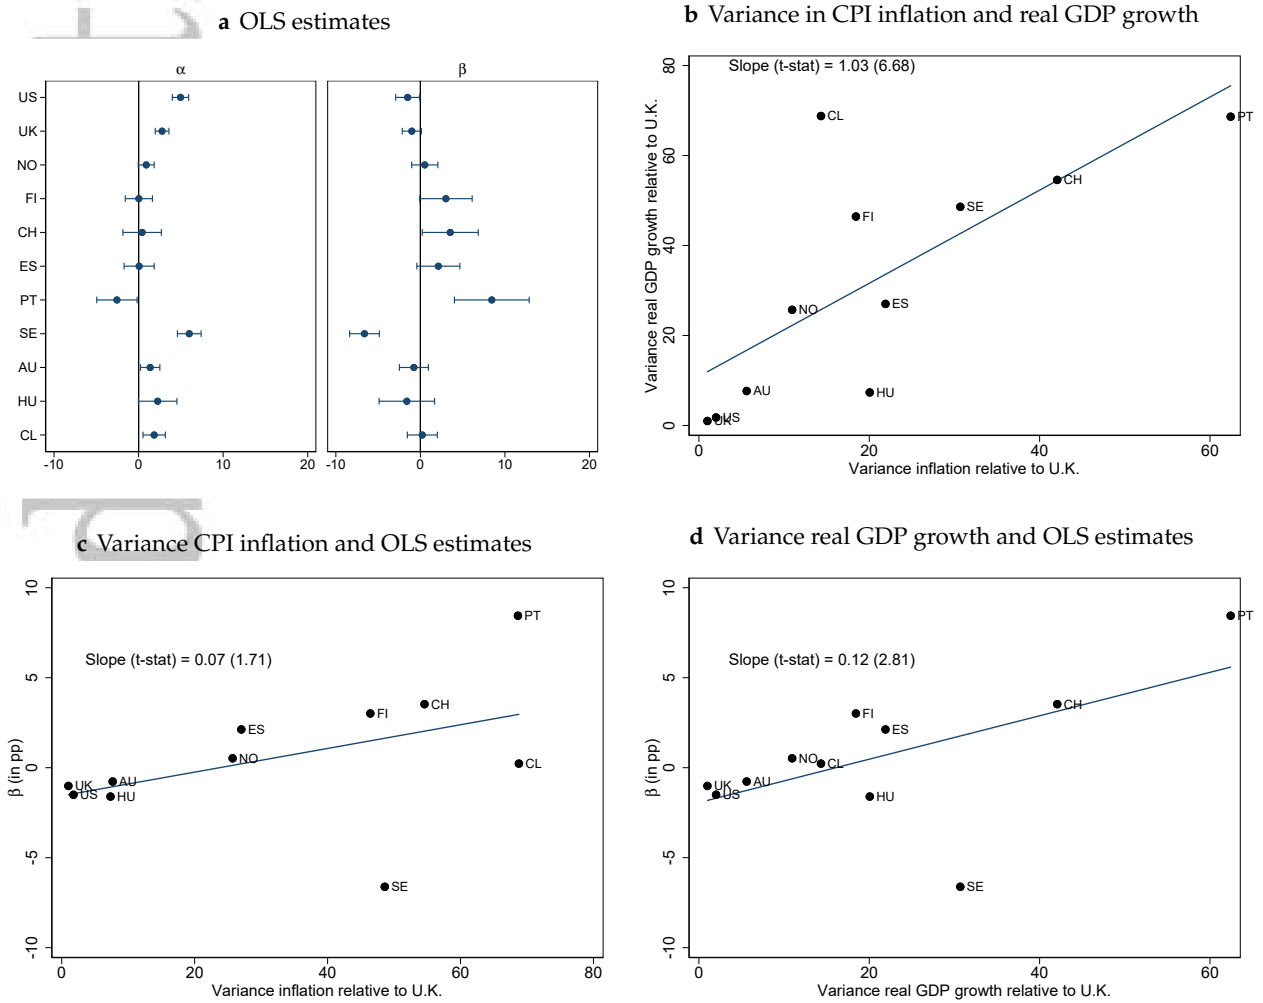 a OLS estimates
α
β
US
UK
NO
FI
CH
ES
PT
SE
AU
HU
CL
-10 0 10 20
-10 0 10 20
b Variance in CPI inflation and real GDP growth
Slope (t-stat) = 1.03 (6.68)
Variance real GDP growth relative to U.K.
80
60
40
20
0
CL
PT
CH
SE
FI
NO
ES
AU
HU
US
UK
0 20 40 60
Variance inflation relative to U.K.
c Variance CPI inflation and OLS estimates
Slope (t-stat) = 0.07 (1.71)
β (in pp)
10
5
0
-5
-10
PT
CH
FI
ES
NO
CL
UK
AU
US
HU
SE
0 20 40 60 80
Variance inflation relative to U.K.
d Variance real GDP growth and OLS estimates
Slope (t-stat) = 0.12 (2.81)
β (in pp)
10
5
0
-5
-10
PT
CH
FI
ES
NO
CL
UK
AU
US
HU
SE
0 20 40 60
Variance real GDP growth relative to U.K.